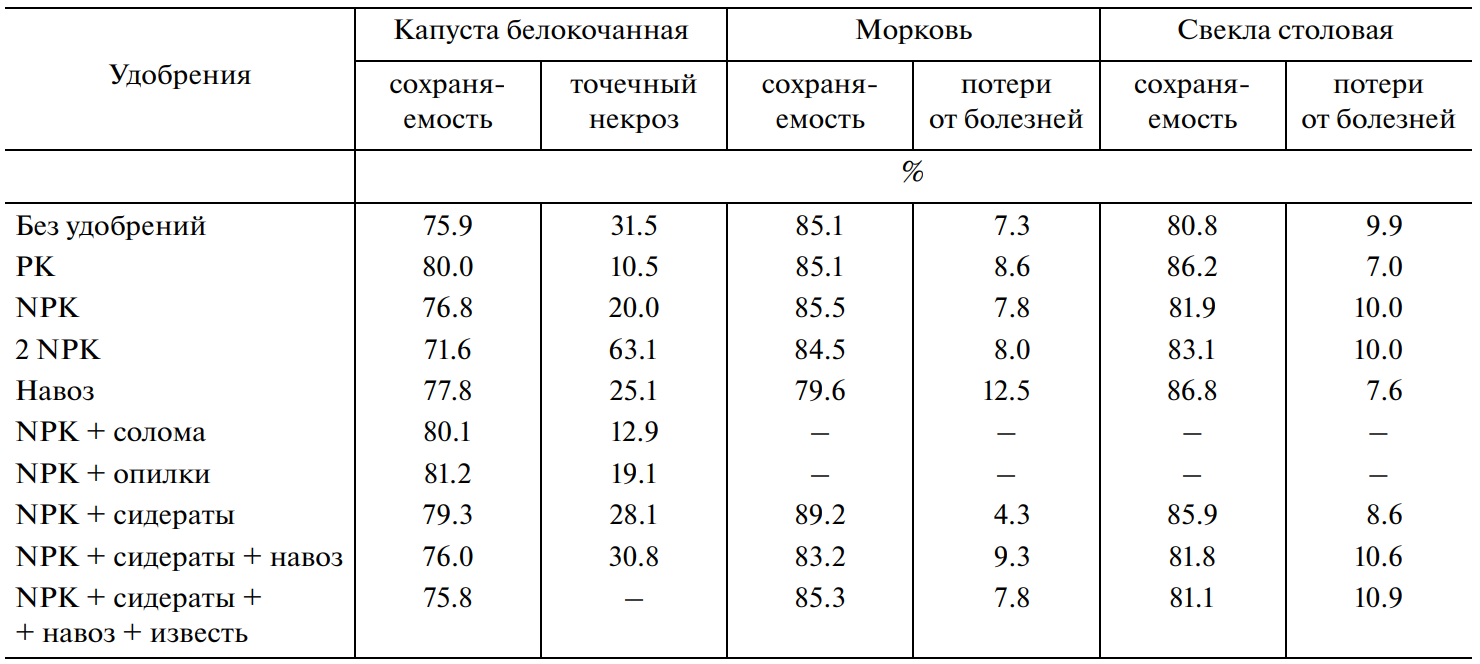 Удобрения Капуста белокочанная Морковь Свекла столовая
сохраня- точечный сохраня- потери сохраня- потери
емость некроз емость от болезней емость от болезней
%
Без удобрений 75.9 31.5 85.1 7.3 80.8 9.9
PK 80.0 10.5 85.1 8.6 86.2 7.0
NPK 76.8 20.0 85.5 7.8 81.9 10.0
2 NPK 71.6 63.1 84.5 8.0 83.1 10.0
Навоз 77.8 25.1 79.6 12.5 86.8 7.6
NPK + солома 80.1 12.9 – – – –
NPK + опилки 81.2 19.1 – – – –
NPK + сидераты 79.3 28.1 89.2 4.3 85.9 8.6
NPK + сидераты + навоз 76.0 30.8 83.2 9.3 81.8 10.6
NPK + сидераты + 75.8 – 85.3 7.8 81.1 10.9
+ навоз + известь